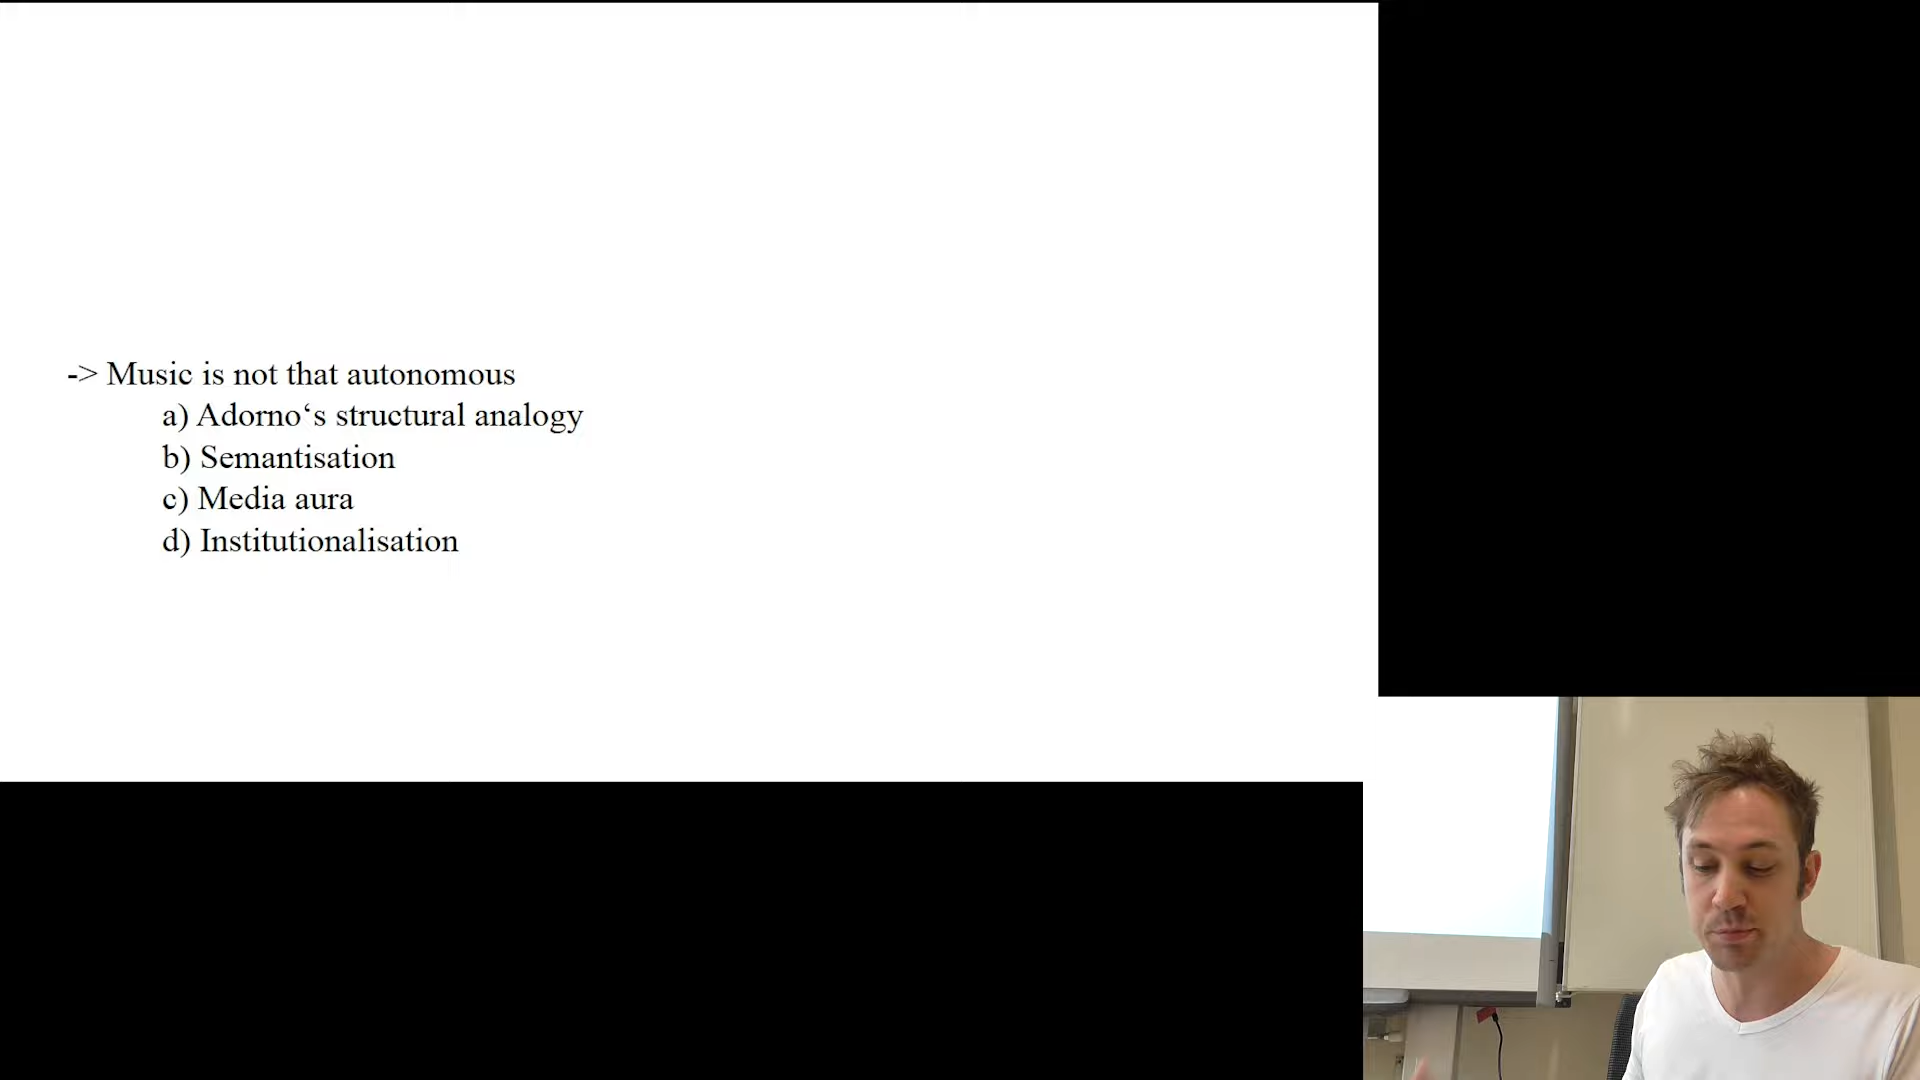 -> Music is not that autonomous
a) Adorno‘s structural analogy
b) Semantisation
c) Media aura
d) Institutionalisation